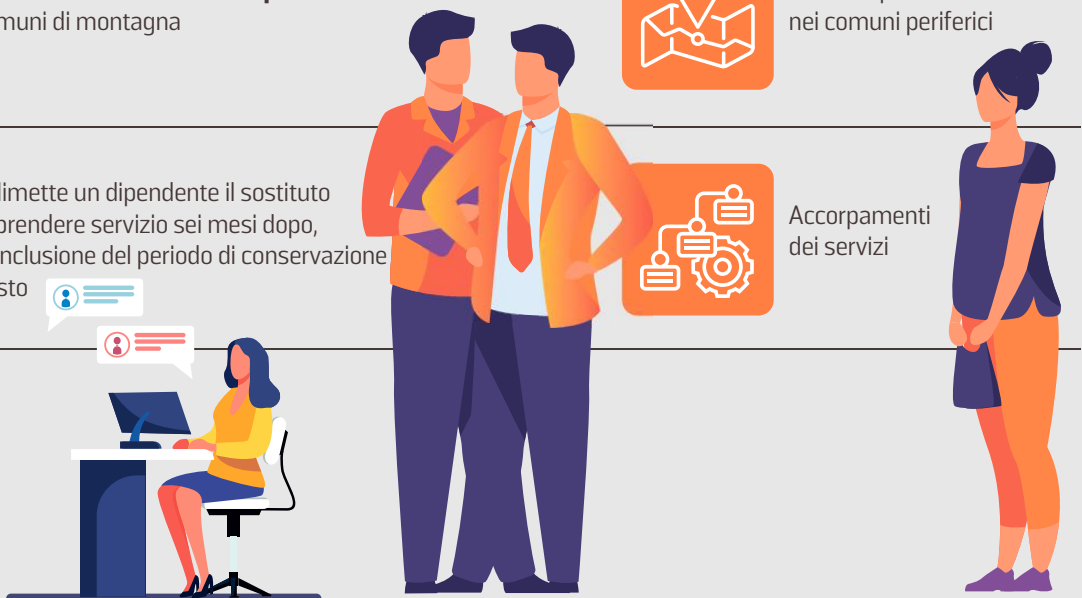 muni di montagna
nei comuni periferici
dimette un dipendente il sostituto
prendere servizio sei mesi dopo,
nclusione del periodo di conservazione
sto
Accorpamenti
dei servizi